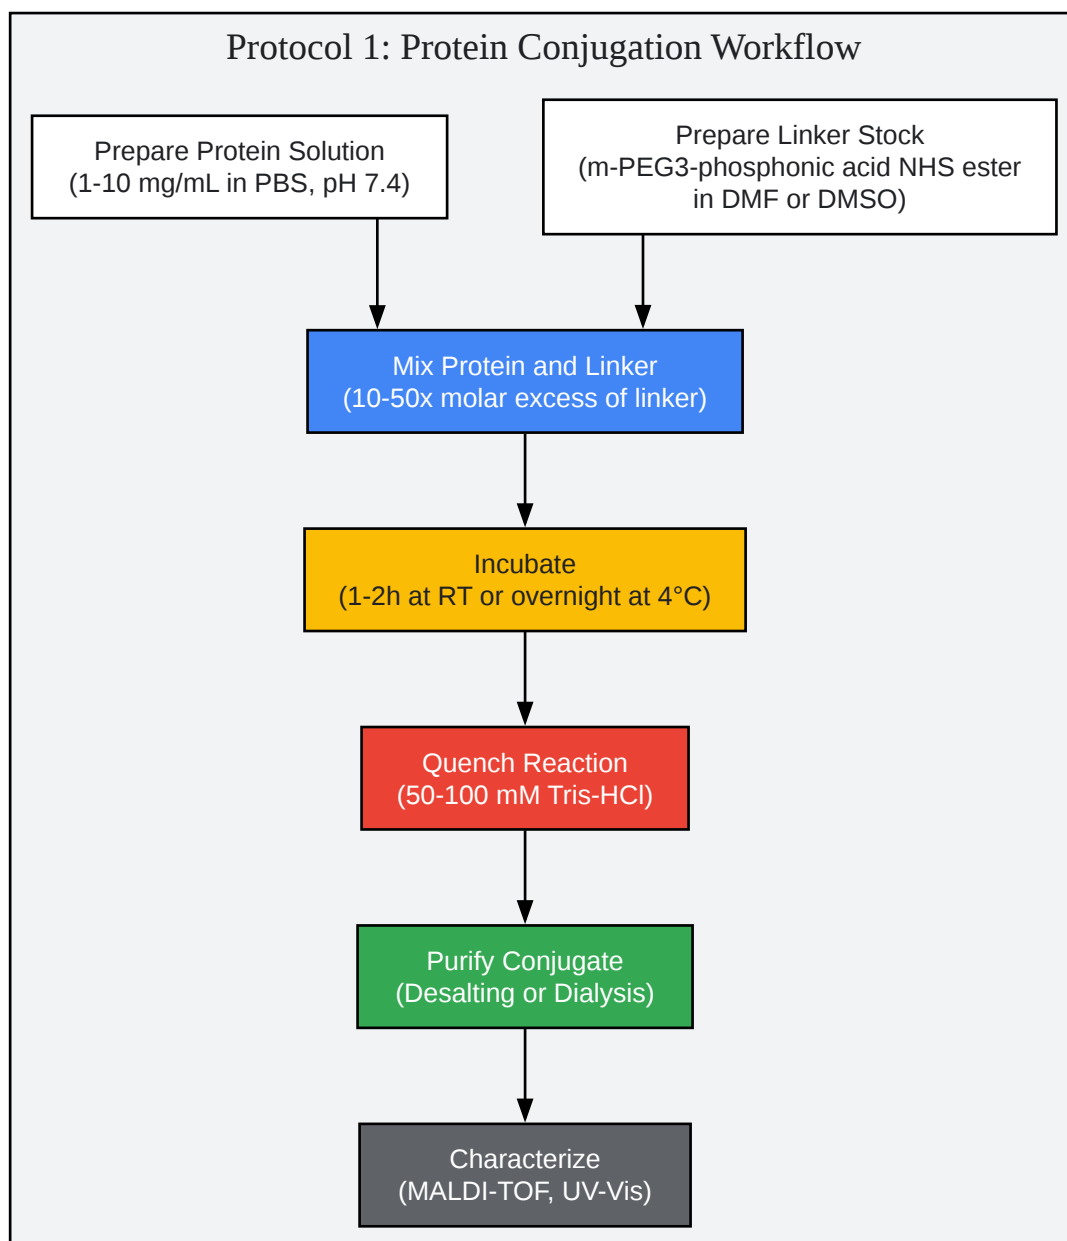 Protocol 1: Protein Conjugation Workflow
Prepare Protein Solution
(1-10 mg/mL in PBS, pH 7.4)
Prepare Linker Stock
(m-PEG3-phosphonic acid NHS ester
in DMF or DMSO)
Mix Protein and Linker
(10-50x molar excess of linker)
Incubate
(1-2h at RT or overnight at 4°C)
Quench Reaction
(50-100 mM Tris-HCl)
Purify Conjugate
(Desalting or Dialysis)
Characterize
(MALDI-TOF, UV-Vis)